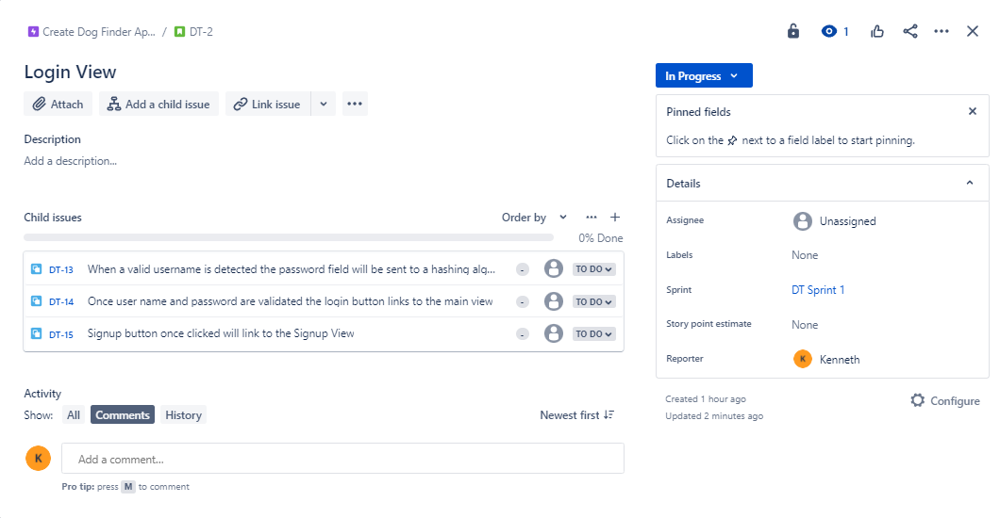 Create Dog Finder Ap... / DT-2
1
Login View
Attach Add a child issue Link issue
Description
Add a description...
Child issues Order by
0% Done
DT-13 When a valid username is detected the password field will be sent to a hashing alg... - TO DO
DT-14 Once user name and password are validated the login button links to the main view - TO DO
DT-15 Signup button once clicked will link to the Signup View - TO DO
Activity
Show: All Comments History Newest first
K Add a comment...
Pro tip: press M to comment
In Progress
Pinned fields
Click on the next to a field label to start pinning.
Details
Assignee Unassigned
Labels None
Sprint DT Sprint 1
Story point estimate None
Reporter K Kenneth
Created 1 hour ago
Updated 2 minutes ago
Configure